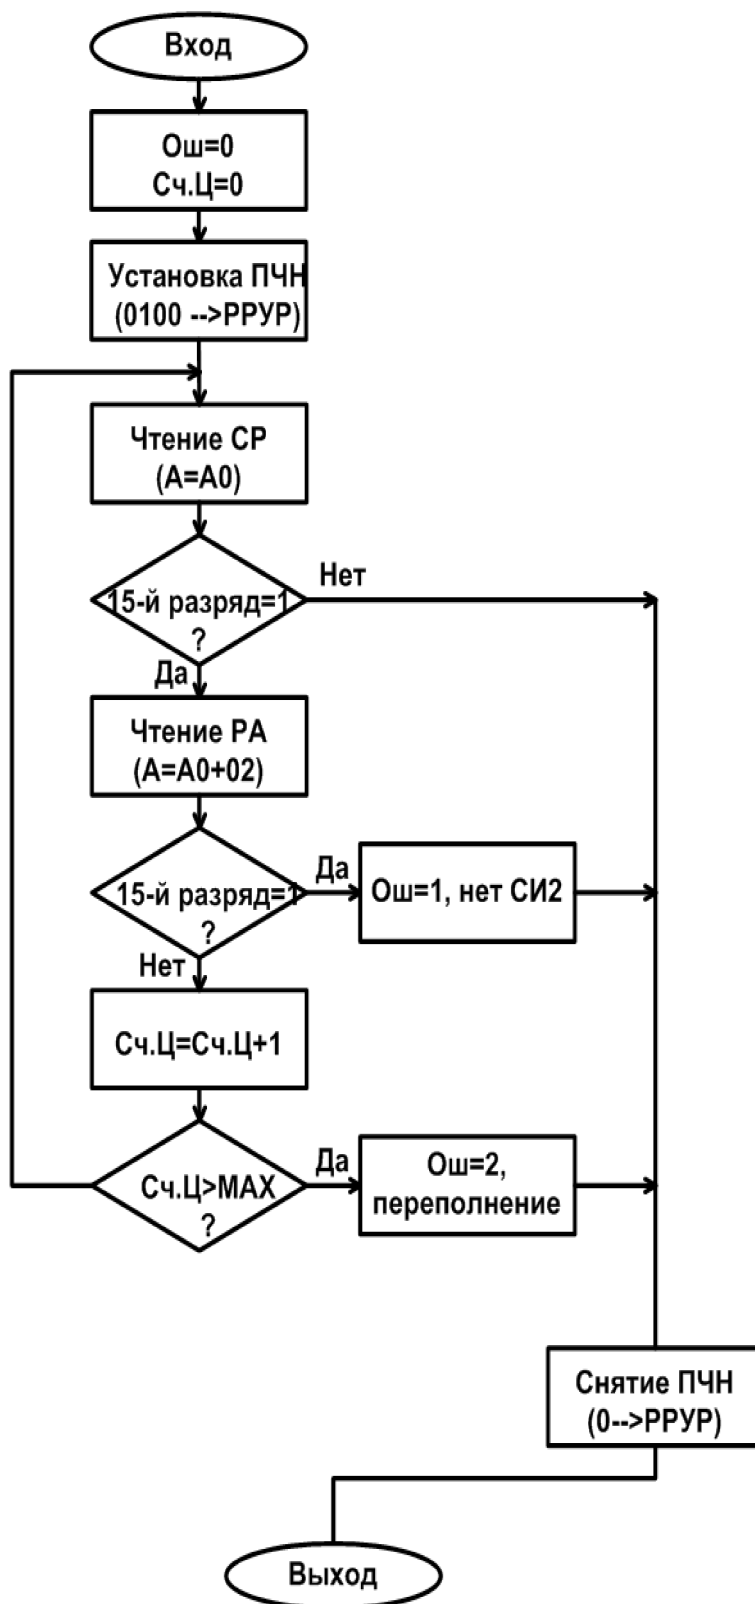 Вход
Ош=0
Сч.Ц=0
Установка ПЧН
(0100 -->РРУР)
Чтение СР
(А=А0)
Нет
15-й разряд=1
?
Да
Чтение РА
(А=А0+02)
Да
15-й разряд=1
?
Ош=1, нет СИ2
Нет
Сч.Ц=Сч.Ц+1
Да
Сч.Ц>МАХ
?
Ош=2,
переполнение
Снятие ПЧН
(0-->РРУР)
Выход